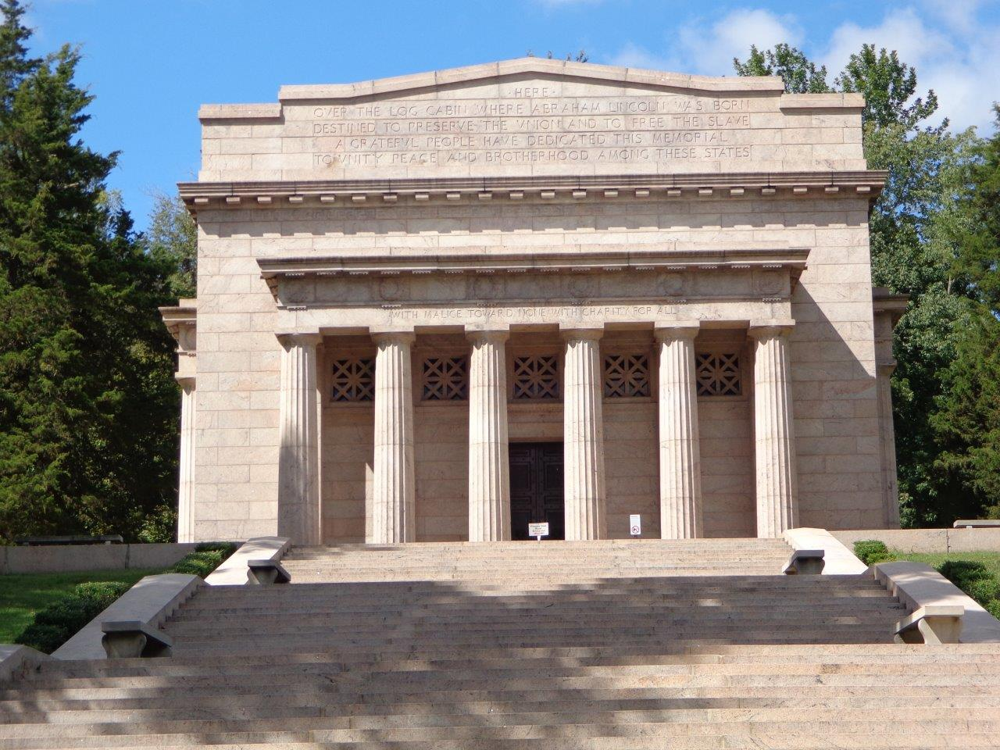 ·HERE·
OVER THE LOG CABIN WHERE ABRAHAM LINCOLN WAS BORN
DESTINED TO PRESERVE THE VNION AND TO FREE THE SLAVE
A GRATEFVL PEOPLE HAVE DEDICATED THIS MEMORIAL
TO VNITY PEACE AND BROTHERHOOD AMONG THESE STATES
WITH MALICE TOWARD NONE WITH CHARITY FOR ALL